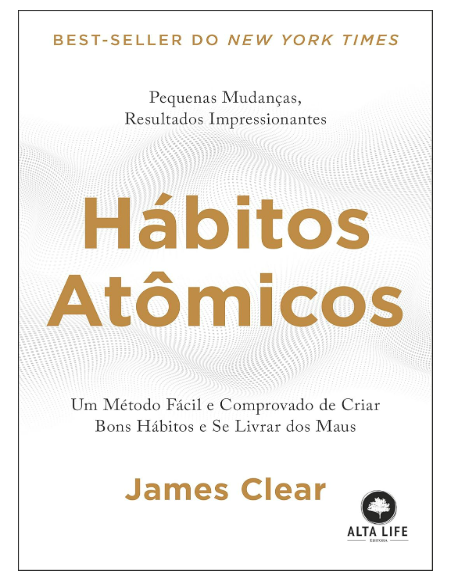 BEST-SELLER DO NEW YORK TIMES
Pequenas Mudanças,
Resultados Impressionantes
Hábitos
Atômicos
Um Método Fácil e Comprovado de Criar
Bons Hábitos e Se Livrar dos Maus
James Clear
ALTA LIFE
EDITORA